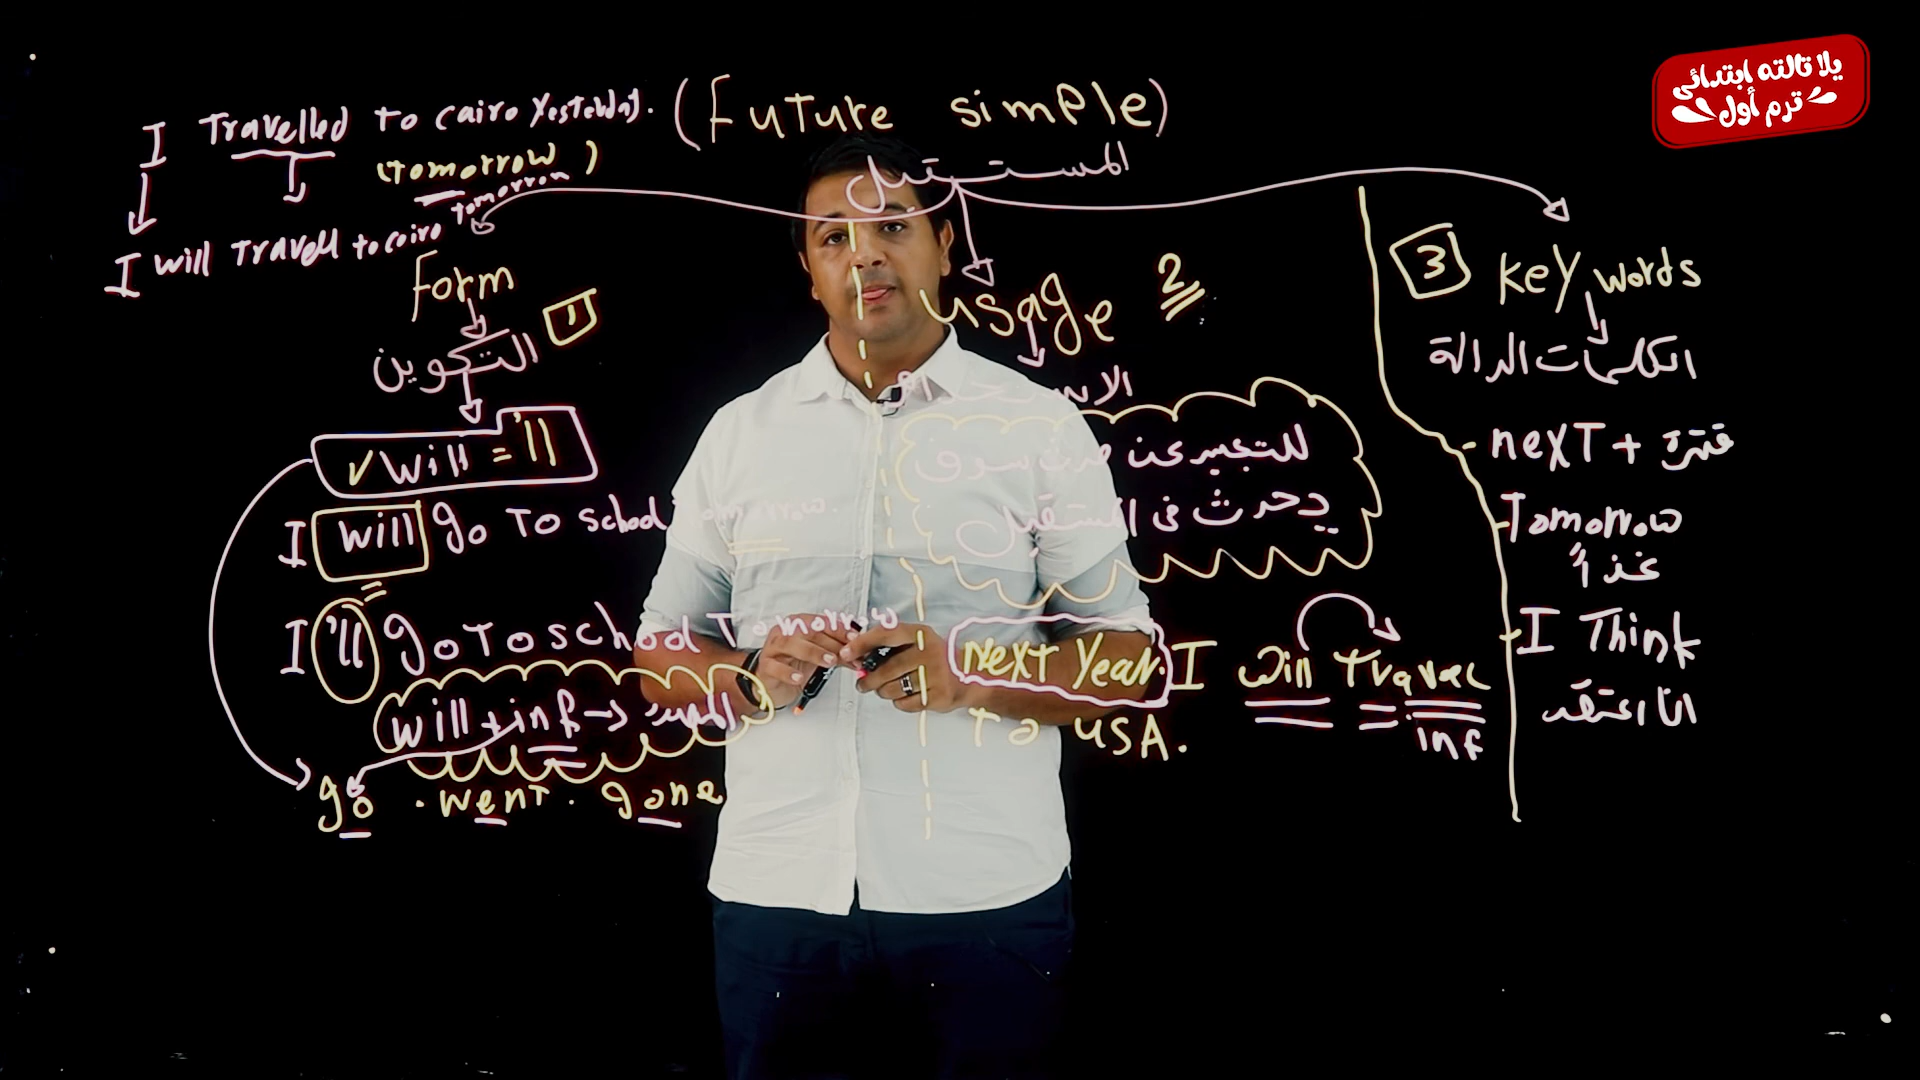 يلا تالته ابتدائى
ترم أول
(Future simple)
المستقبل
I Travelled to cairo yesterday.
(tomorrow)
tomorrow
I will Travell to cairo
Form
1
التكوين
✓ will = 'll
I will go To school tomorrow.
I 'll go To school Tomorrow
will + inf → المصدر
go . went . gone
usage 2
الاستخدام
للتعبير عن حدث سوف
يحدث فى المستقبل
next Year. I will Travel
To USA.
inf
3 key words
الكلمات الدالة
- next + فترة
- Tomorrow
غداً
- I Think
انا اعتقد